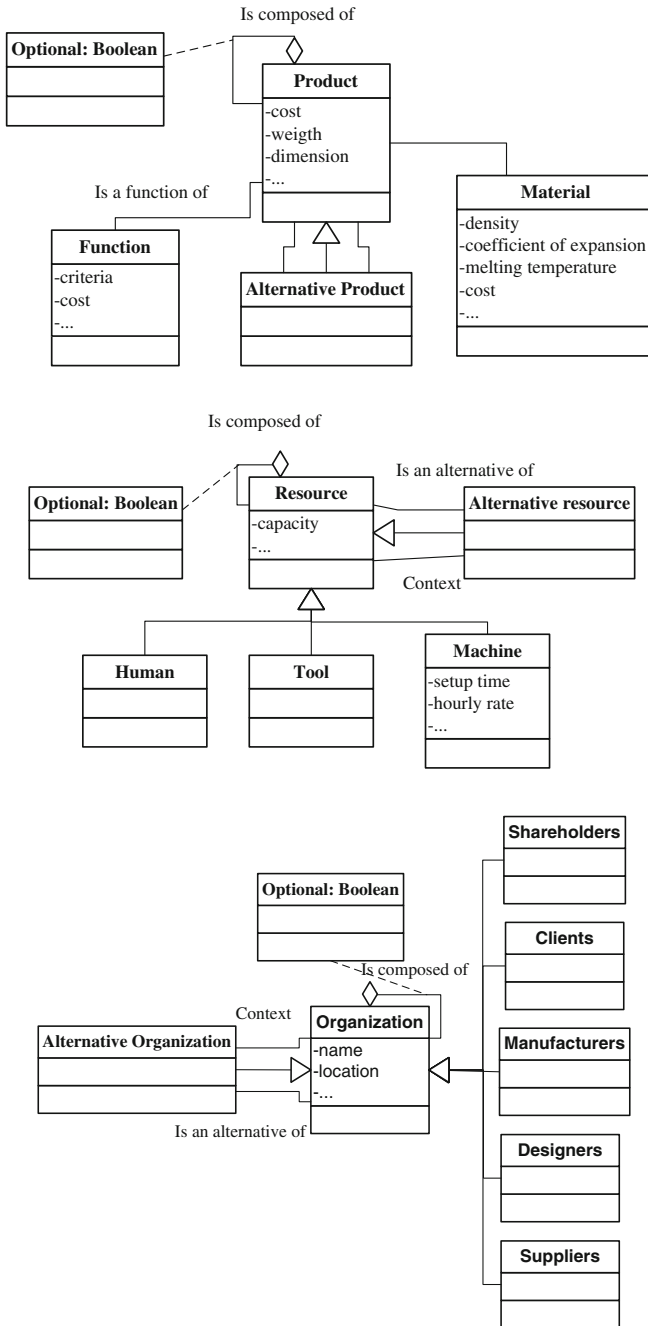 Is composed of
Optional: Boolean
Product
-cost
-weigth
-dimension
-...
Is a function of
Function
-criteria
-cost
-...
Alternative Product
Material
-density
-coefficient of expansion
-melting temperature
-cost
-...
Is composed of
Optional: Boolean
Resource
-capacity
-...
Is an alternative of
Alternative resource
Context
Human
Tool
Machine
-setup time
-hourly rate
-...
Shareholders
Optional: Boolean
Is composed of
Clients
Context
Alternative Organization
Organization
-name
-location
-...
Is an alternative of
Manufacturers
Designers
Suppliers